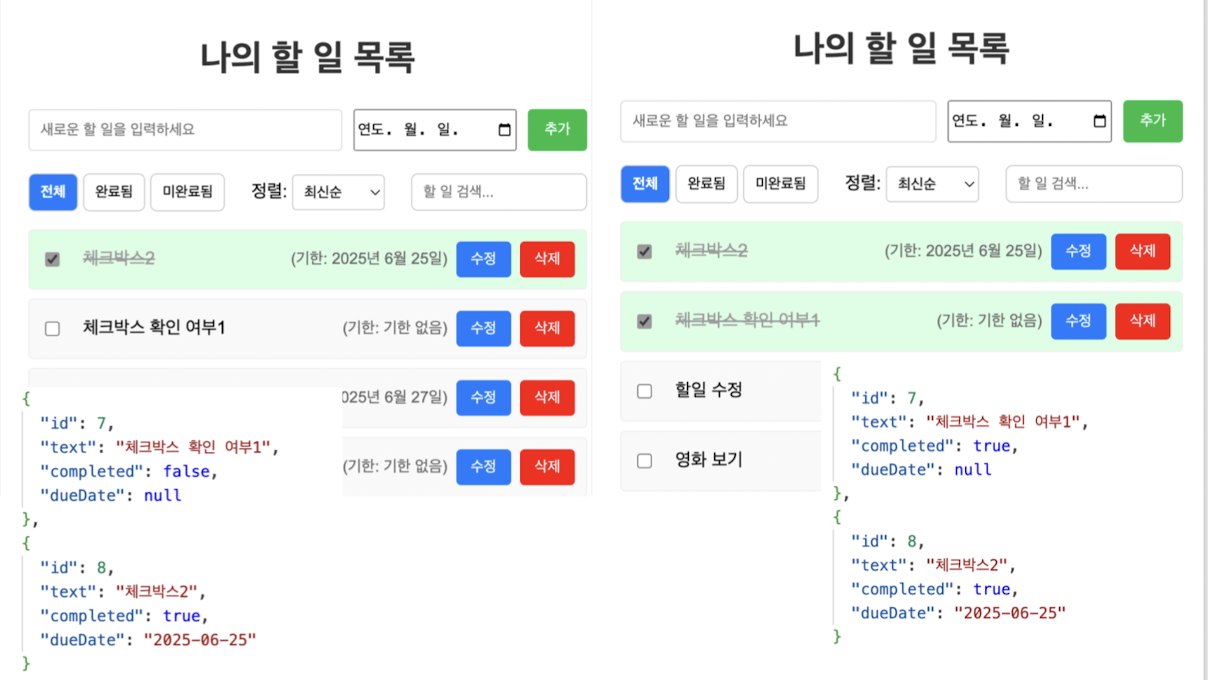 나의 할 일 목록
새로운 할 일을 입력하세요
연도. 월. 일.
추가
전체
완료됨
미완료됨
정렬:
최신순
할 일 검색...
체크박스2
(기한: 2025년 6월 25일)
수정
삭제
체크박스 확인 여부1
(기한: 기한 없음)
수정
삭제
025년 6월 27일)
수정
삭제
(기한: 기한 없음)
수정
삭제
{
"id": 7,
"text": "체크박스 확인 여부1",
"completed": false,
"dueDate": null
},
{
"id": 8,
"text": "체크박스2",
"completed": true,
"dueDate": "2025-06-25"
}
나의 할 일 목록
새로운 할 일을 입력하세요
연도. 월. 일.
추가
전체
완료됨
미완료됨
정렬:
최신순
할 일 검색...
체크박스2
(기한: 2025년 6월 25일)
수정
삭제
체크박스 확인 여부1
(기한: 기한 없음)
수정
삭제
할일 수정
영화 보기
{
"id": 7,
"text": "체크박스 확인 여부1",
"completed": true,
"dueDate": null
},
{
"id": 8,
"text": "체크박스2",
"completed": true,
"dueDate": "2025-06-25"
}